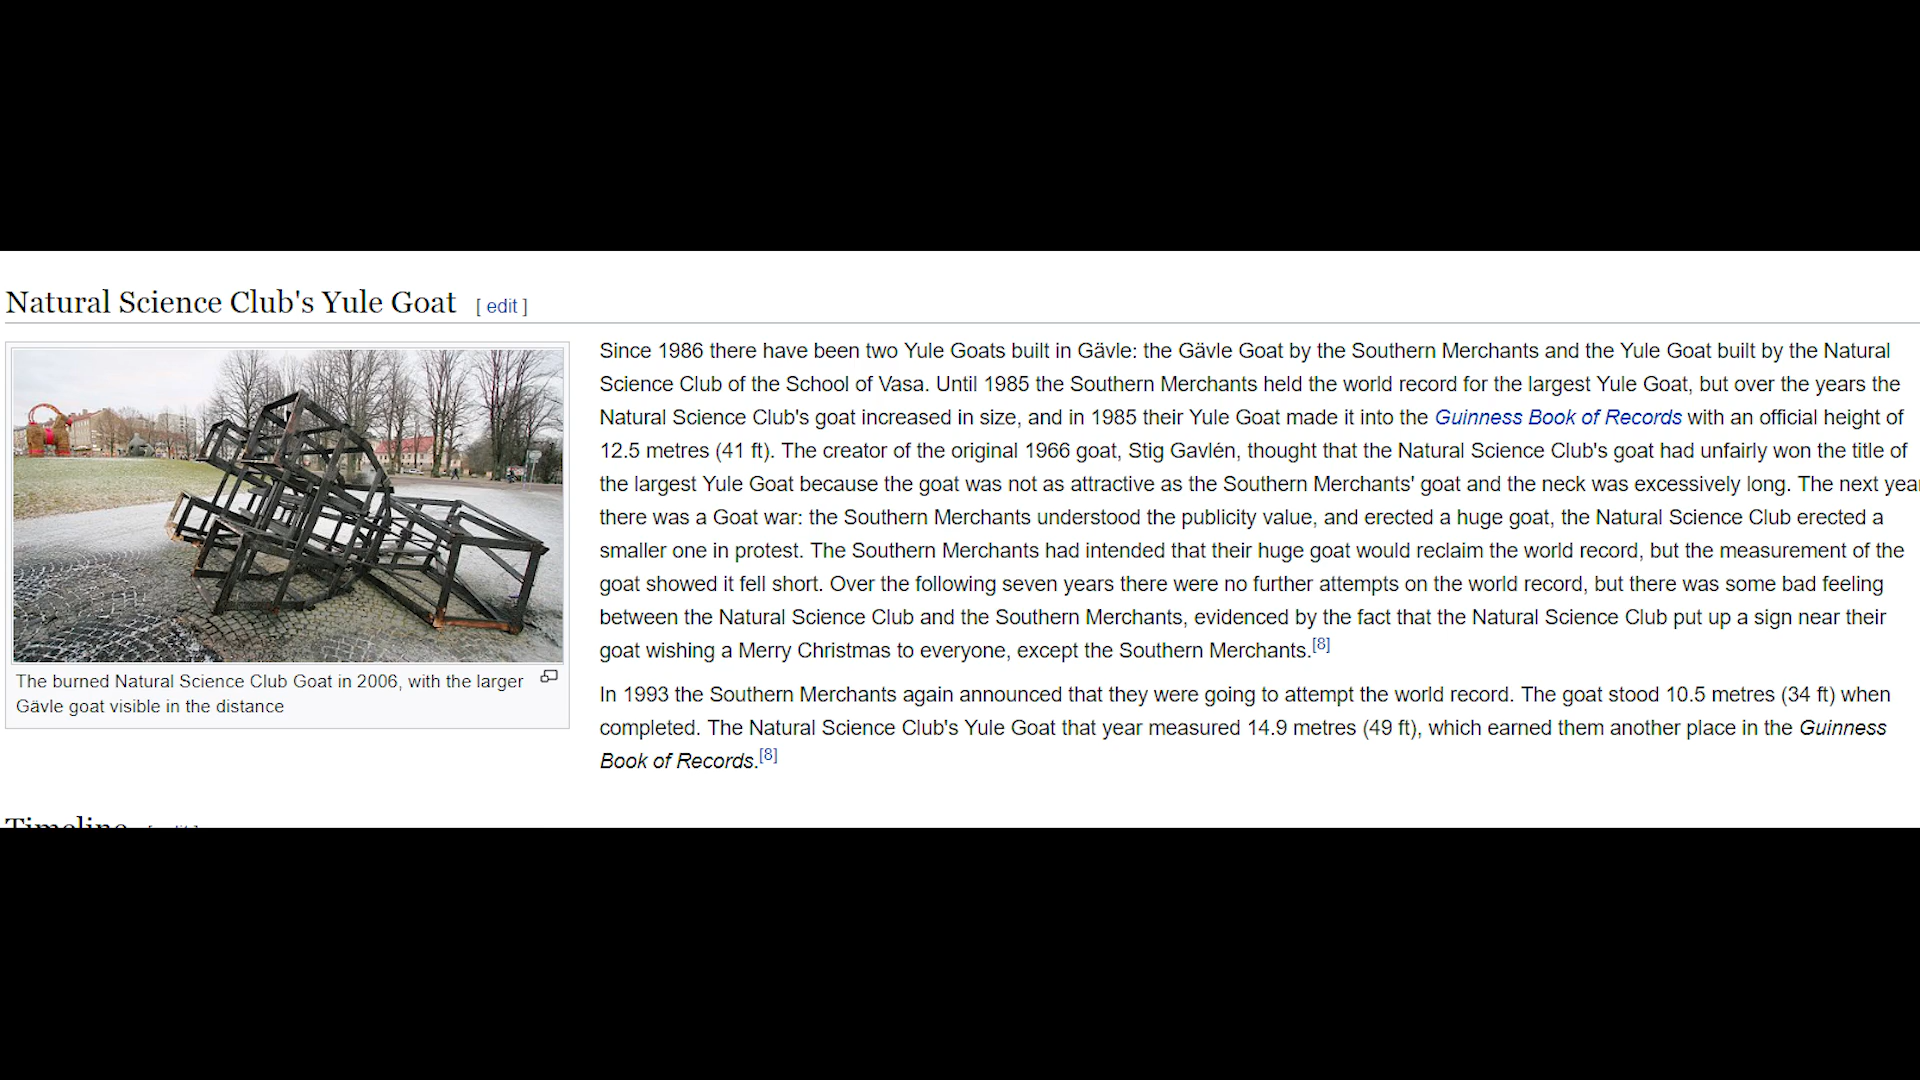 Natural Science Club's Yule Goat [ edit ]
Since 1986 there have been two Yule Goats built in Gävle: the Gävle Goat by the Southern Merchants and the Yule Goat built by the Natural
Science Club of the School of Vasa. Until 1985 the Southern Merchants held the world record for the largest Yule Goat, but over the years the
Natural Science Club's goat increased in size, and in 1985 their Yule Goat made it into the Guinness Book of Records with an official height of
12.5 metres (41 ft). The creator of the original 1966 goat, Stig Gavlén, thought that the Natural Science Club's goat had unfairly won the title of
the largest Yule Goat because the goat was not as attractive as the Southern Merchants' goat and the neck was excessively long. The next year
there was a Goat war: the Southern Merchants understood the publicity value, and erected a huge goat, the Natural Science Club erected a
smaller one in protest. The Southern Merchants had intended that their huge goat would reclaim the world record, but the measurement of the
goat showed it fell short. Over the following seven years there were no further attempts on the world record, but there was some bad feeling
between the Natural Science Club and the Southern Merchants, evidenced by the fact that the Natural Science Club put up a sign near their
goat wishing a Merry Christmas to everyone, except the Southern Merchants.[8]
In 1993 the Southern Merchants again announced that they were going to attempt the world record. The goat stood 10.5 metres (34 ft) when
completed. The Natural Science Club's Yule Goat that year measured 14.9 metres (49 ft), which earned them another place in the Guinness
Book of Records.[8]
The burned Natural Science Club Goat in 2006, with the larger
Gävle goat visible in the distance
Timeline [ edit ]